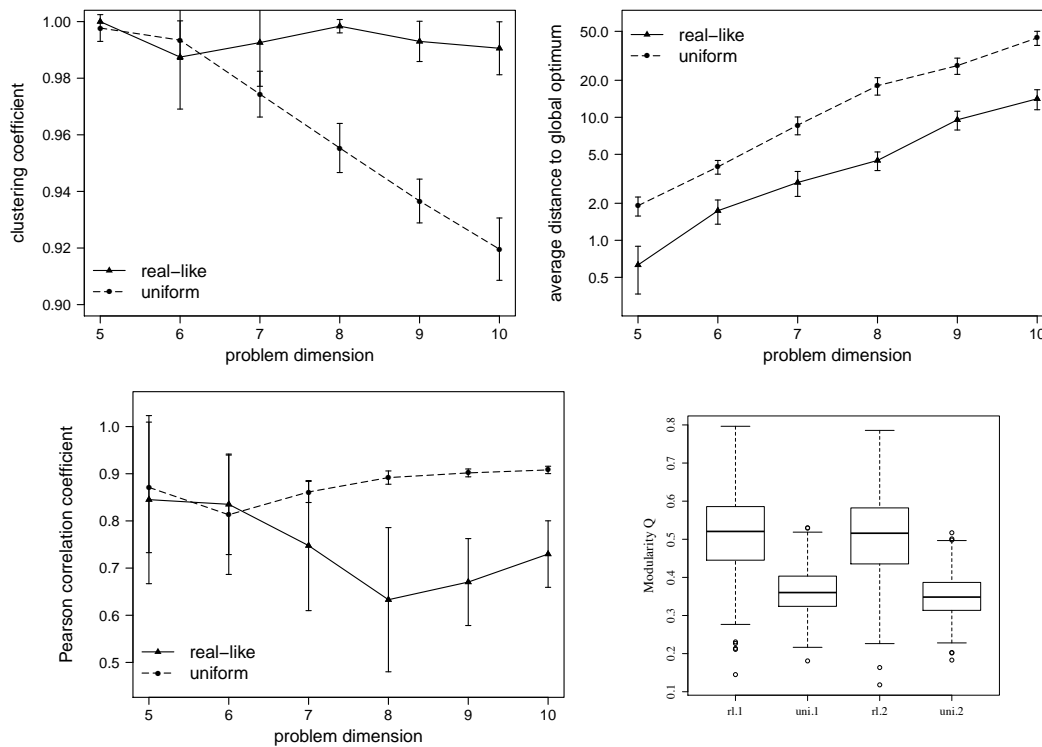 1.00
0.98
0.96
0.94
0.92
0.90
clustering coefficient
real−like
uniform
5 6 7 8 9 10
problem dimension
50.0
20.0
10.0
5.0
2.0
1.0
0.5
average distance to global optimum
real−like
uniform
5 6 7 8 9 10
problem dimension
1.0
0.9
0.8
0.7
0.6
0.5
Pearson correlation coefficient
real−like
uniform
5 6 7 8 9 10
problem dimension
0.8
0.7
0.6
0.5
0.4
0.3
0.2
0.1
Modularity Q
rl.1 uni.1 rl.2 uni.2